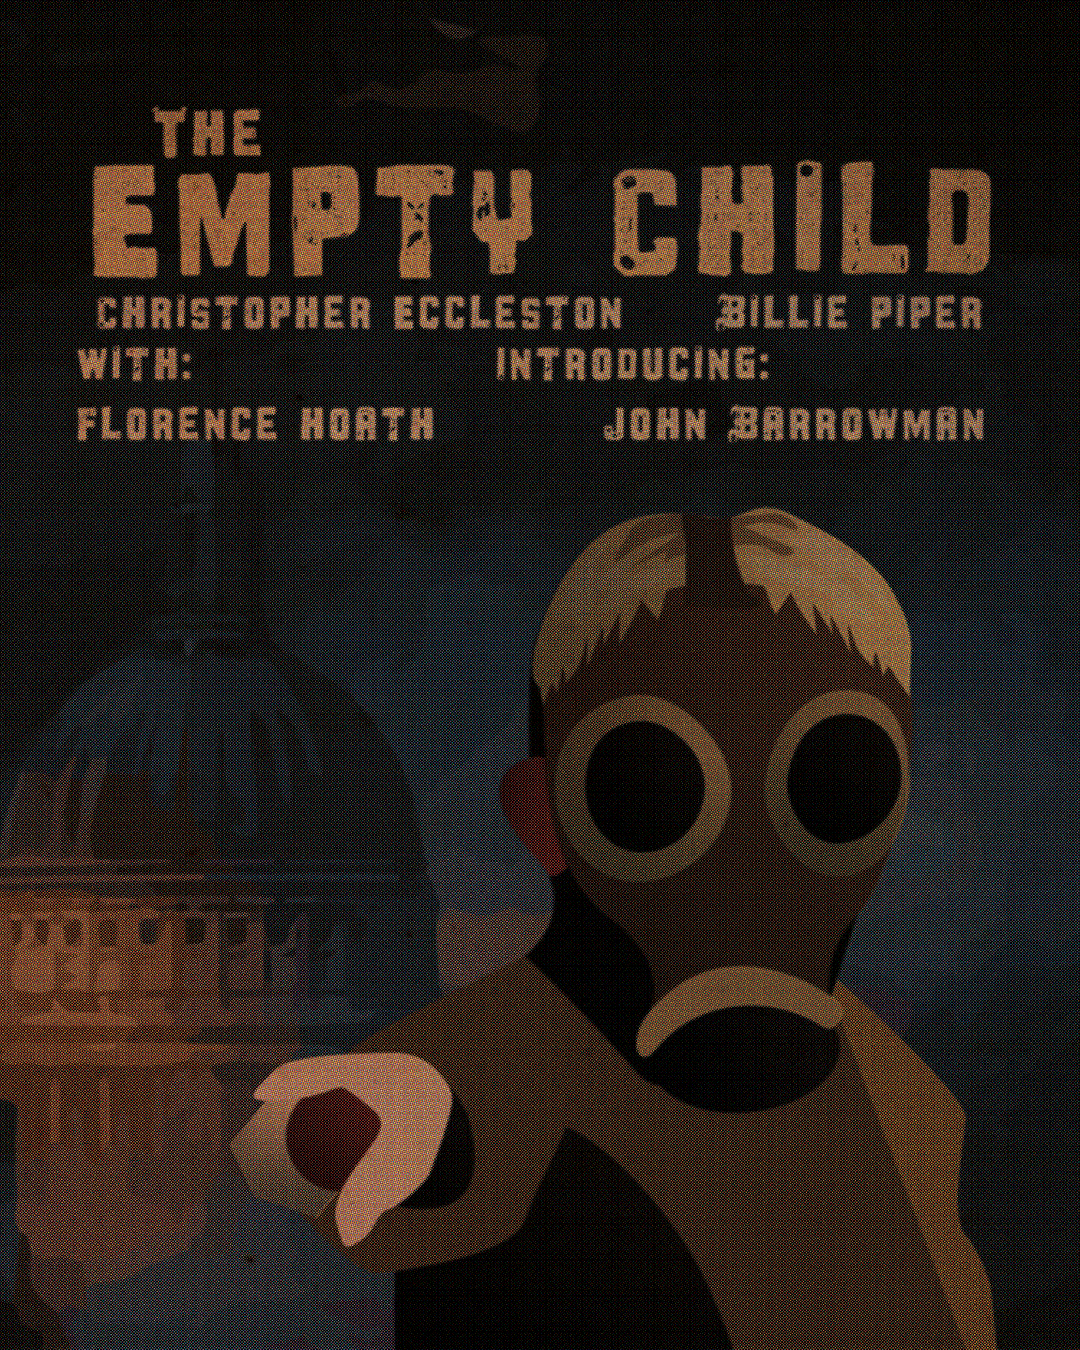 THE
EMPTY CHILD
CHRISTOPHER ECCLESTON BILLIE PIPER
WITH: INTRODUCING:
FLORENCE HOATH JOHN BARROWMAN